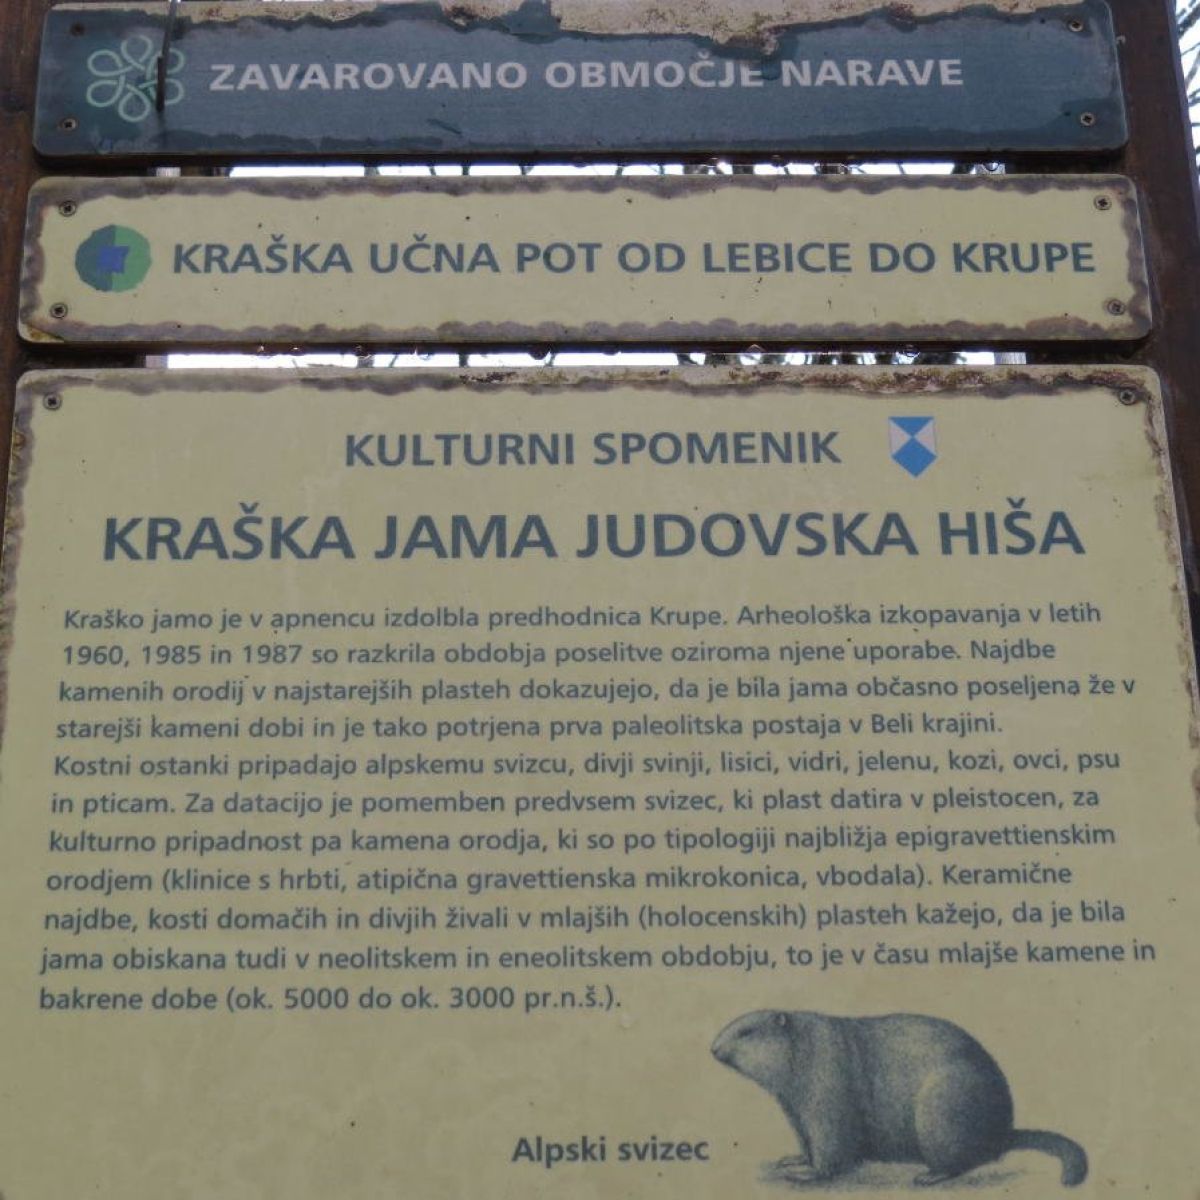 ZAVAROVANO OBMOČJE NARAVE
KRAŠKA UČNA POT OD LEBICE DO KRUPE
KULTURNI SPOMENIK
KRAŠKA JAMA JUDOVSKA HIŠA
Kraško jamo je v apnencu izdolbla predhodnica Krupe. Arheološka izkopavanja v letih
1960, 1985 in 1987 so razkrila obdobja poselitve oziroma njene uporabe. Najdbe
kamenih orodij v najstarejših plasteh dokazujejo, da je bila jama občasno poseljena že v
starejši kameni dobi in je tako potrjena prva paleolitska postaja v Beli krajini.
Kostni ostanki pripadajo alpskemu svizcu, divji svinji, lisici, vidri, jelenu, kozi, ovci, psu
in pticam. Za datacijo je pomemben predvsem svizec, ki plast datira v pleistocen, za
kulturno pripadnost pa kamena orodja, ki so po tipologiji najbližja epigravettienskim
orodjem (klinice s hrbti, atipična gravettienska mikrokonica, vbodala). Keramične
najdbe, kosti domačih in divjih živali v mlajših (holocenskih) plasteh kažejo, da je bila
jama obiskana tudi v neolitskem in eneolitskem obdobju, to je v času mlajše kamene in
bakrene dobe (ok. 5000 do ok. 3000 pr.n.š.).
Alpski svizec